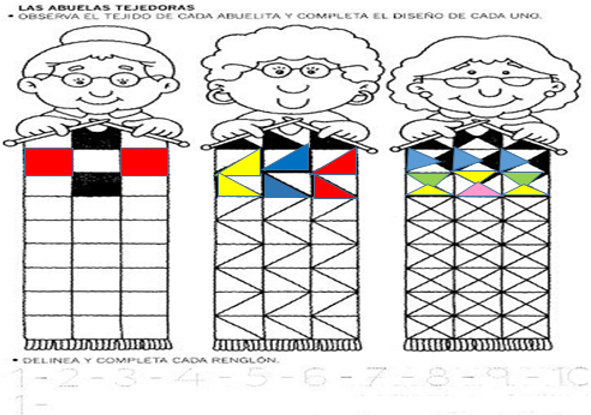 LAS ABUELAS TEJEDORAS
• OBSERVA EL TEJIDO DE CADA ABUELITA Y COMPLETA EL DISEÑO DE CADA UNO.
• DELINEA Y COMPLETA CADA RENGLÓN.
1-2-3-4-5-6-7-8-9-10
1-